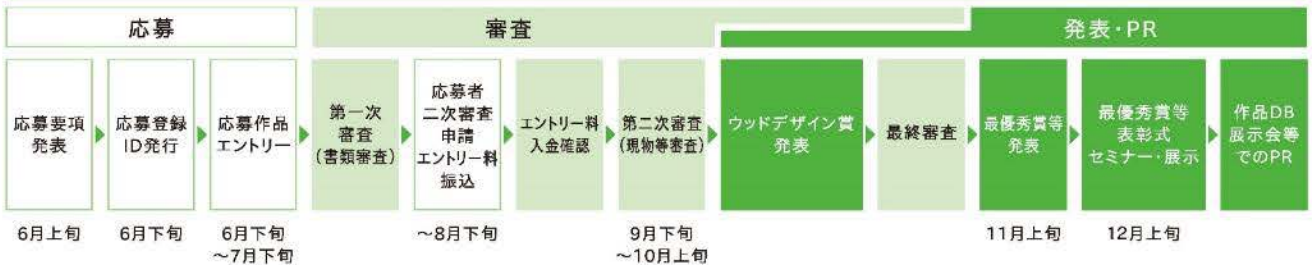 応募
審査
発表・PR
応募要項
発表
応募登録
ID発行
応募作品
エントリー
第一次
審査
(書類審査)
応募者
二次審査
申請
エントリー料
振込
エントリー料
入金確認
第二次審査
(現物等審査)
ウッドデザイン賞
発表
最終審査
最優秀賞等
発表
最優秀賞等
表彰式
セミナー・展示
作品DB
展示会等
でのPR
6月上旬
6月下旬
6月下旬
～7月下旬
～8月下旬
9月下旬
～10月上旬
11月上旬
12月上旬